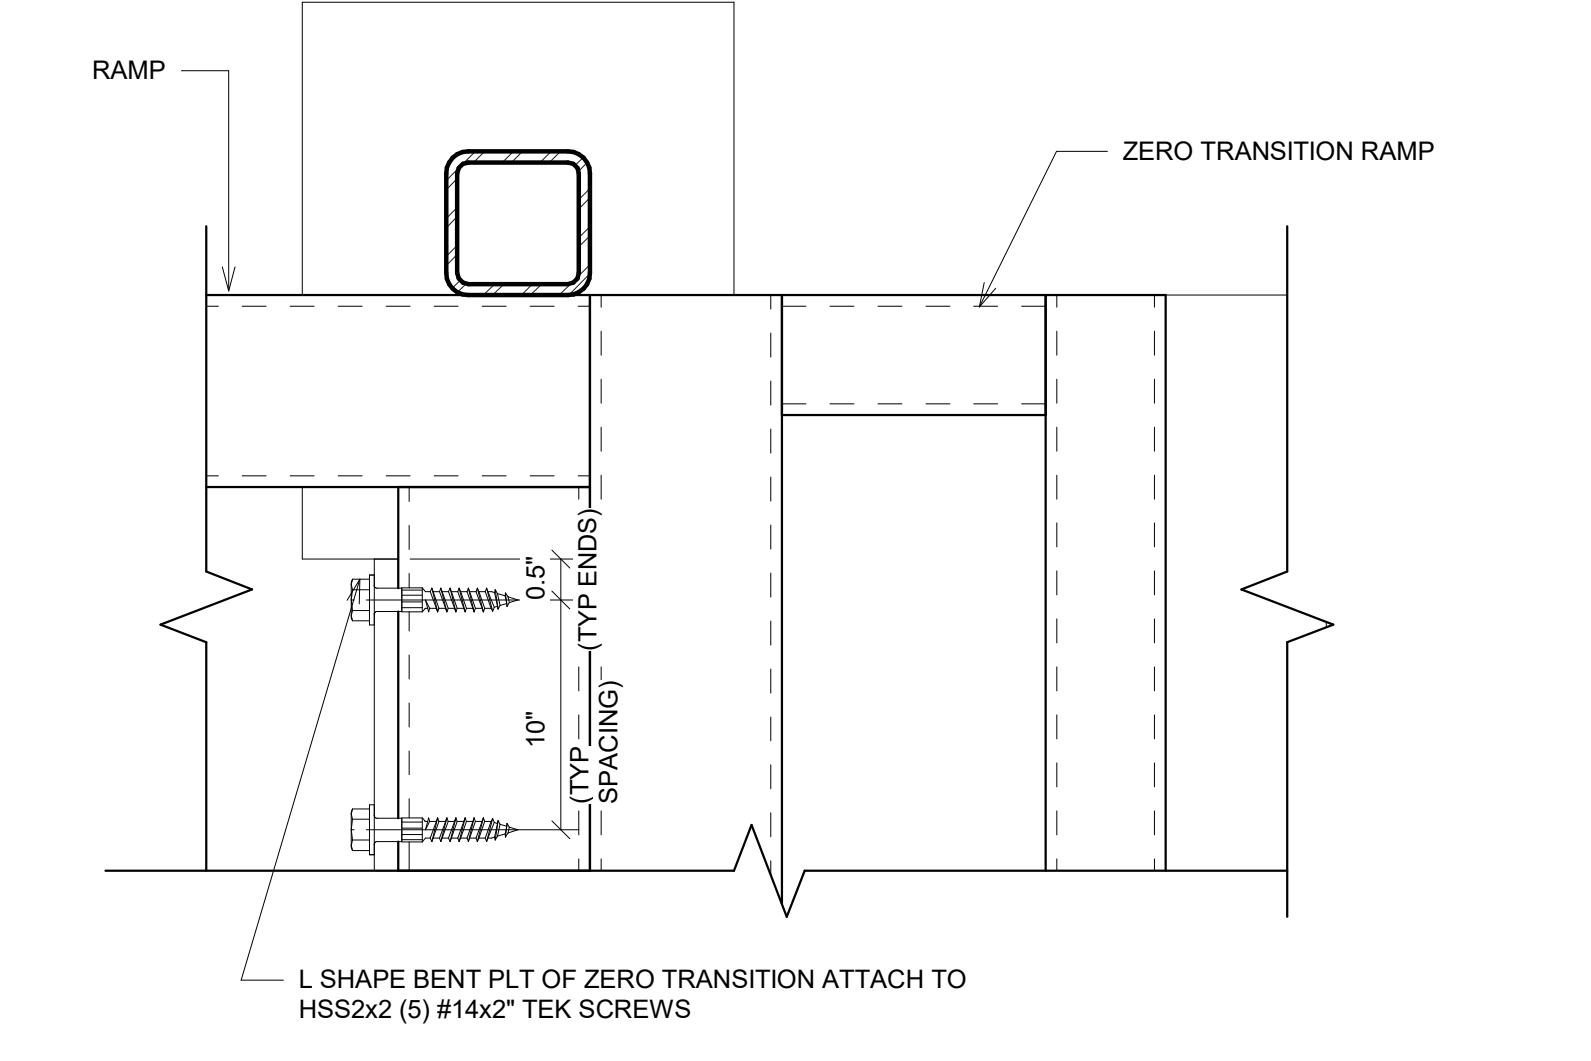 RAMP
ZERO TRANSITION RAMP
0.5"
(TYP ENDS)
10"
(TYP
SPACING)
L SHAPE BENT PLT OF ZERO TRANSITION ATTACH TO
HSS2x2 (5) #14x2" TEK SCREWS